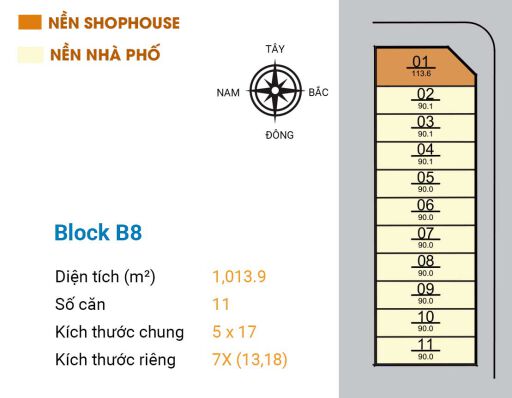 NỀN SHOPHOUSE
NỀN NHÀ PHỐ
TÂY
NAM
BẮC
ĐÔNG
Block B8
Diện tích (m²) 1,013.9
Số căn 11
Kích thước chung 5 x 17
Kích thước riêng 7X (13,18)
01
113.6
02
90.1
03
90.1
04
90.1
05
90.0
06
90.0
07
90.0
08
90.0
09
90.0
10
90.0
11
90.0